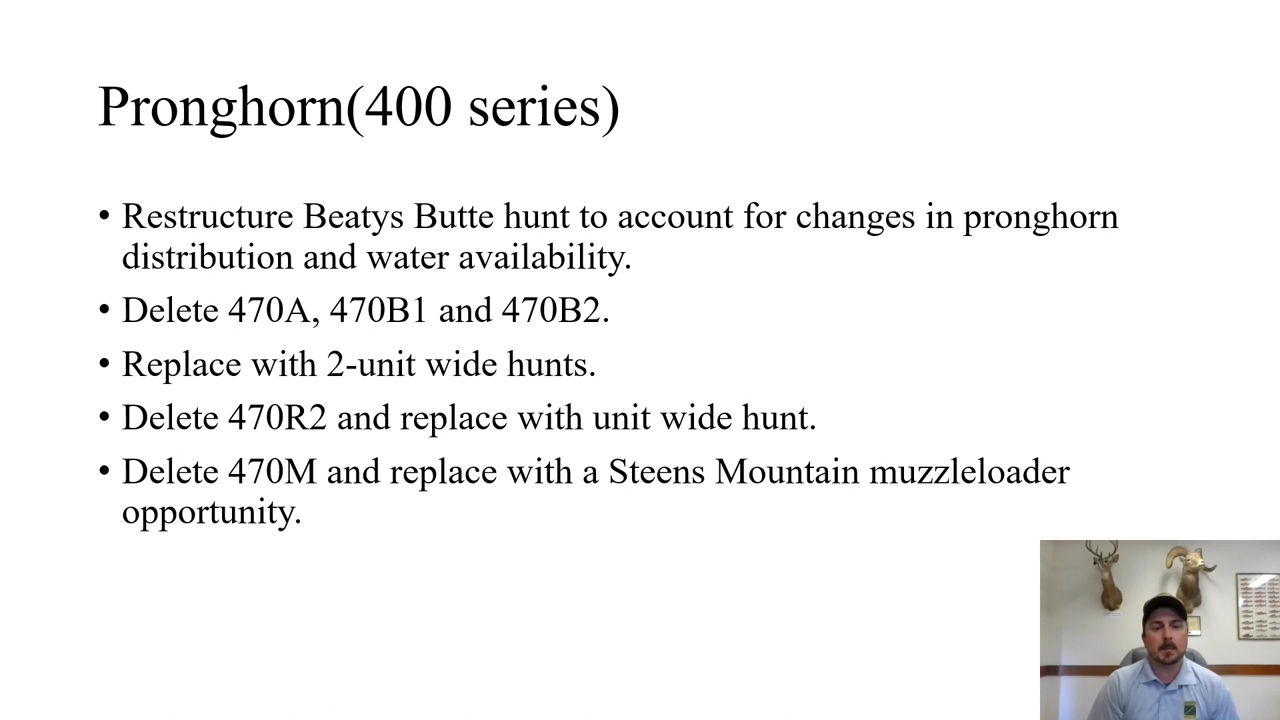 Pronghorn(400 series)
• Restructure Beatys Butte hunt to account for changes in pronghorn
distribution and water availability.
• Delete 470A, 470B1 and 470B2.
• Replace with 2-unit wide hunts.
• Delete 470R2 and replace with unit wide hunt.
• Delete 470M and replace with a Steens Mountain muzzleloader
opportunity.